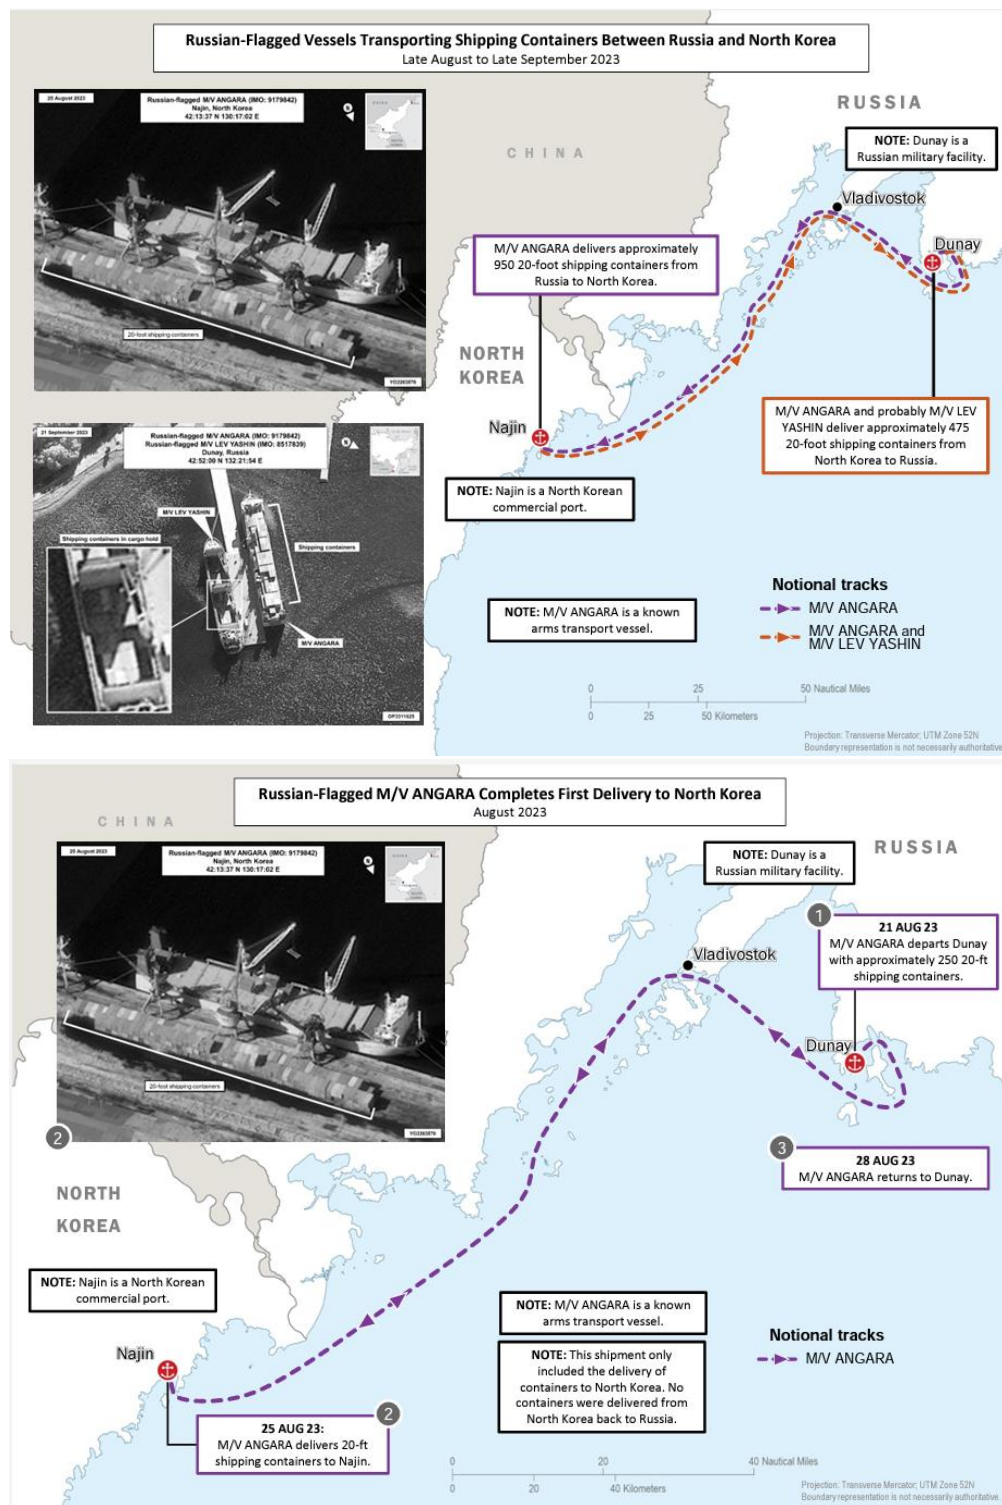 Russian-Flagged Vessels Transporting Shipping Containers Between Russia and North Korea
Late August to Late September 2023
25 August 2023
Russian-flagged M/V ANGARA (IMO: 9179842)
Najin, North Korea
42:13:37 N 130:17:02 E
N
20-foot shipping containers
CHINA
RUSSIA
NOTE: Dunay is a
Russian military facility.
Vladivostok
Dunay
M/V ANGARA delivers approximately
950 20-foot shipping containers from
Russia to North Korea.
NORTH
KOREA
Najin
M/V ANGARA and probably M/V LEV
YASHIN deliver approximately 475
20-foot shipping containers from
North Korea to Russia.
NOTE: Najin is a North Korean
commercial port.
21 September 2023
Russian-flagged M/V ANGARA (IMO: 9179842)
Russian-flagged M/V LEV YASHIN (IMO: 8517839)
Dunay, Russia
42:52:00 N 132:21:54 E
M/V LEV YASHIN
Shipping containers in cargo hold
Shipping containers
M/V ANGARA
NOTE: M/V ANGARA is a known
arms transport vessel.
Notional tracks
M/V ANGARA
M/V ANGARA and
M/V LEV YASHIN
0 25 50 Nautical Miles
0 25 50 Kilometers
Projection: Transverse Mercator; UTM Zone 52N
Boundary representation is not necessarily authoritative.
Russian-Flagged M/V ANGARA Completes First Delivery to North Korea
August 2023
CHINA
25 August 2023
Russian-flagged M/V ANGARA (IMO: 9179842)
Najin, North Korea
42:13:37 N 130:17:02 E
N
20-foot shipping containers
2
NOTE: Dunay is a
Russian military facility.
RUSSIA
1
21 AUG 23
M/V ANGARA departs Dunay
with approximately 250 20-ft
shipping containers.
Vladivostok
Dunay
3
28 AUG 23
M/V ANGARA returns to Dunay.
NORTH
KOREA
NOTE: Najin is a North Korean
commercial port.
Najin
NOTE: M/V ANGARA is a known
arms transport vessel.
NOTE: This shipment only
included the delivery of
containers to North Korea. No
containers were delivered from
North Korea back to Russia.
Notional tracks
M/V ANGARA
2
25 AUG 23:
M/V ANGARA delivers 20-ft
shipping containers to Najin.
0 20 40 Nautical Miles
0 20 40 Kilometers
Projection: Transverse Mercator; UTM Zone 52N
Boundary representation is not necessarily authoritative.